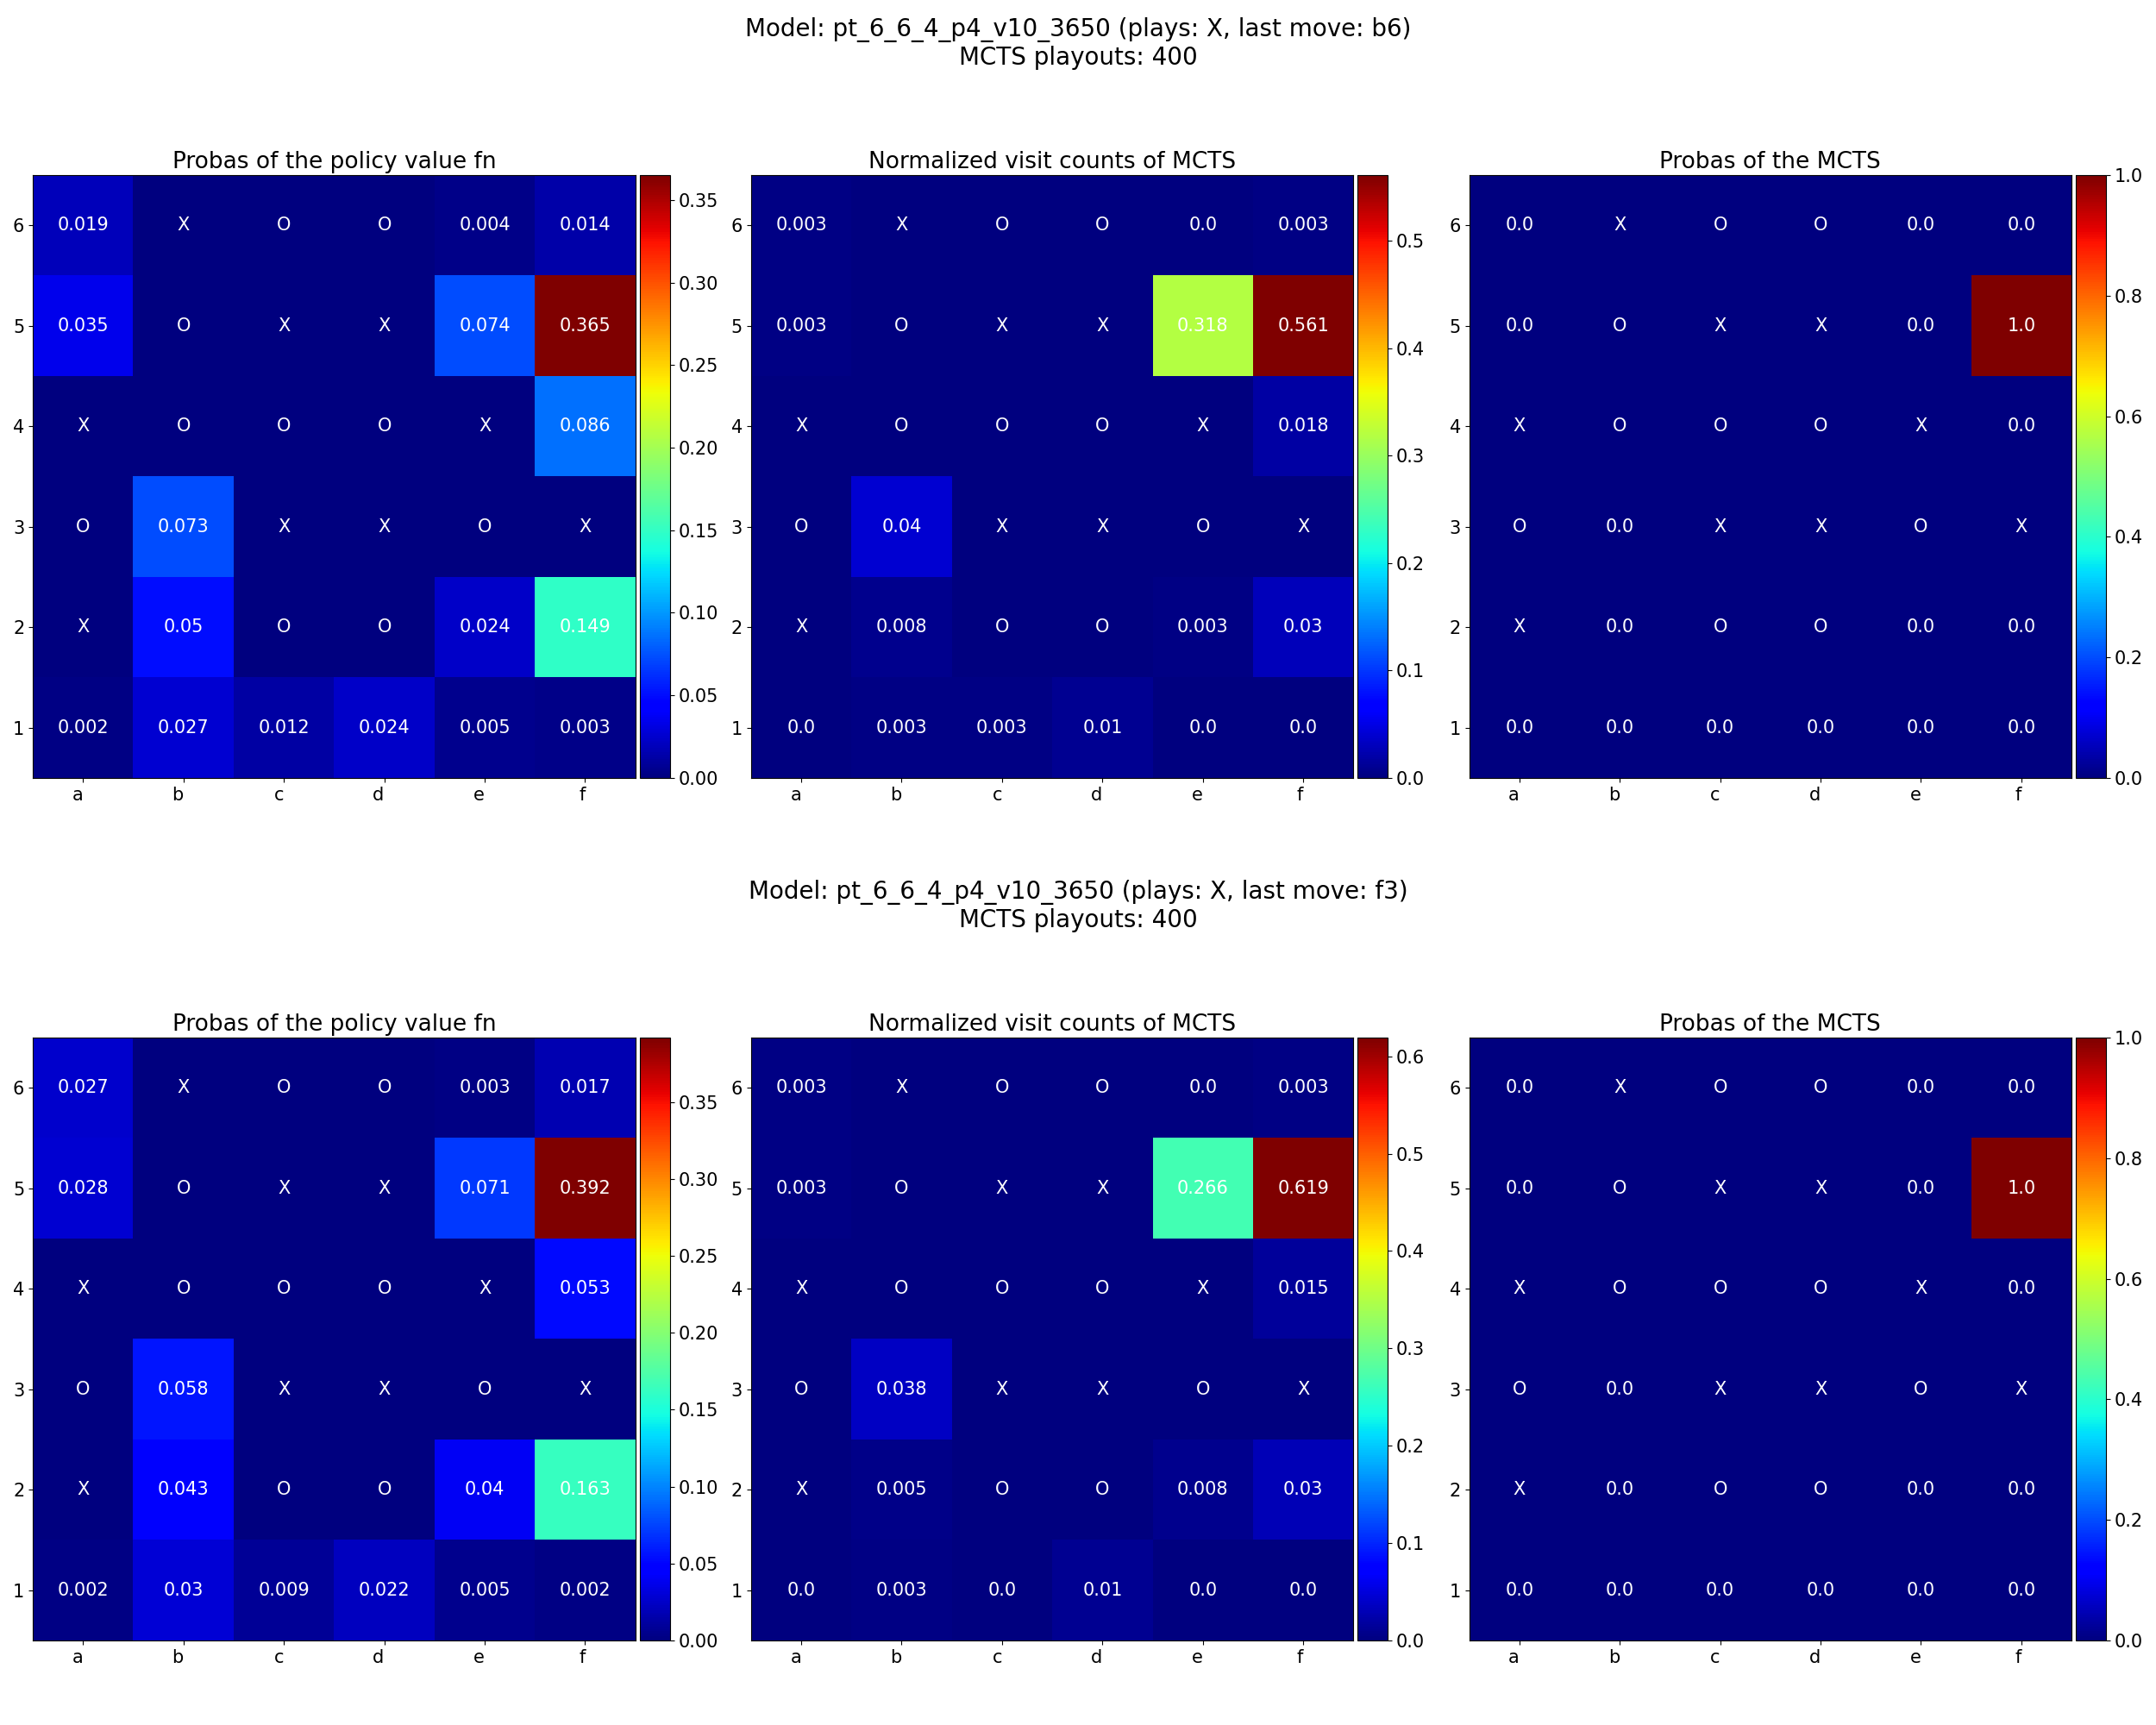 Model: pt_6_6_4_p4_v10_3650 (plays: X, last move: b6)
MCTS playouts: 400
Probas of the policy value fn
6 0.019 X O O 0.004 0.014
5 0.035 O X X 0.074 0.365
4 X O O O X 0.086
3 O 0.073 X X O X
2 X 0.05 O O 0.024 0.149
1 0.002 0.027 0.012 0.024 0.005 0.003
a b c d e f
0.35
0.30
0.25
0.20
0.15
0.10
0.05
0.00
Normalized visit counts of MCTS
6 0.003 X O O 0.0 0.003
5 0.003 O X X 0.318 0.561
4 X O O O X 0.018
3 O 0.04 X X O X
2 X 0.008 O O 0.003 0.03
1 0.0 0.003 0.003 0.01 0.0 0.0
a b c d e f
0.5
0.4
0.3
0.2
0.1
0.0
Probas of the MCTS
6 0.0 X O O 0.0 0.0
5 0.0 O X X 0.0 1.0
4 X O O O X 0.0
3 O 0.0 X X O X
2 X 0.0 O O 0.0 0.0
1 0.0 0.0 0.0 0.0 0.0 0.0
a b c d e f
1.0
0.8
0.6
0.4
0.2
0.0
Model: pt_6_6_4_p4_v10_3650 (plays: X, last move: f3)
MCTS playouts: 400
Probas of the policy value fn
6 0.027 X O O 0.003 0.017
5 0.028 O X X 0.071 0.392
4 X O O O X 0.053
3 O 0.058 X X O X
2 X 0.043 O O 0.04 0.163
1 0.002 0.03 0.009 0.022 0.005 0.002
a b c d e f
0.35
0.30
0.25
0.20
0.15
0.10
0.05
0.00
Normalized visit counts of MCTS
6 0.003 X O O 0.0 0.003
5 0.003 O X X 0.266 0.619
4 X O O O X 0.015
3 O 0.038 X X O X
2 X 0.005 O O 0.008 0.03
1 0.0 0.003 0.0 0.01 0.0 0.0
a b c d e f
0.6
0.5
0.4
0.3
0.2
0.1
0.0
Probas of the MCTS
6 0.0 X O O 0.0 0.0
5 0.0 O X X 0.0 1.0
4 X O O O X 0.0
3 O 0.0 X X O X
2 X 0.0 O O 0.0 0.0
1 0.0 0.0 0.0 0.0 0.0 0.0
a b c d e f
1.0
0.8
0.6
0.4
0.2
0.0